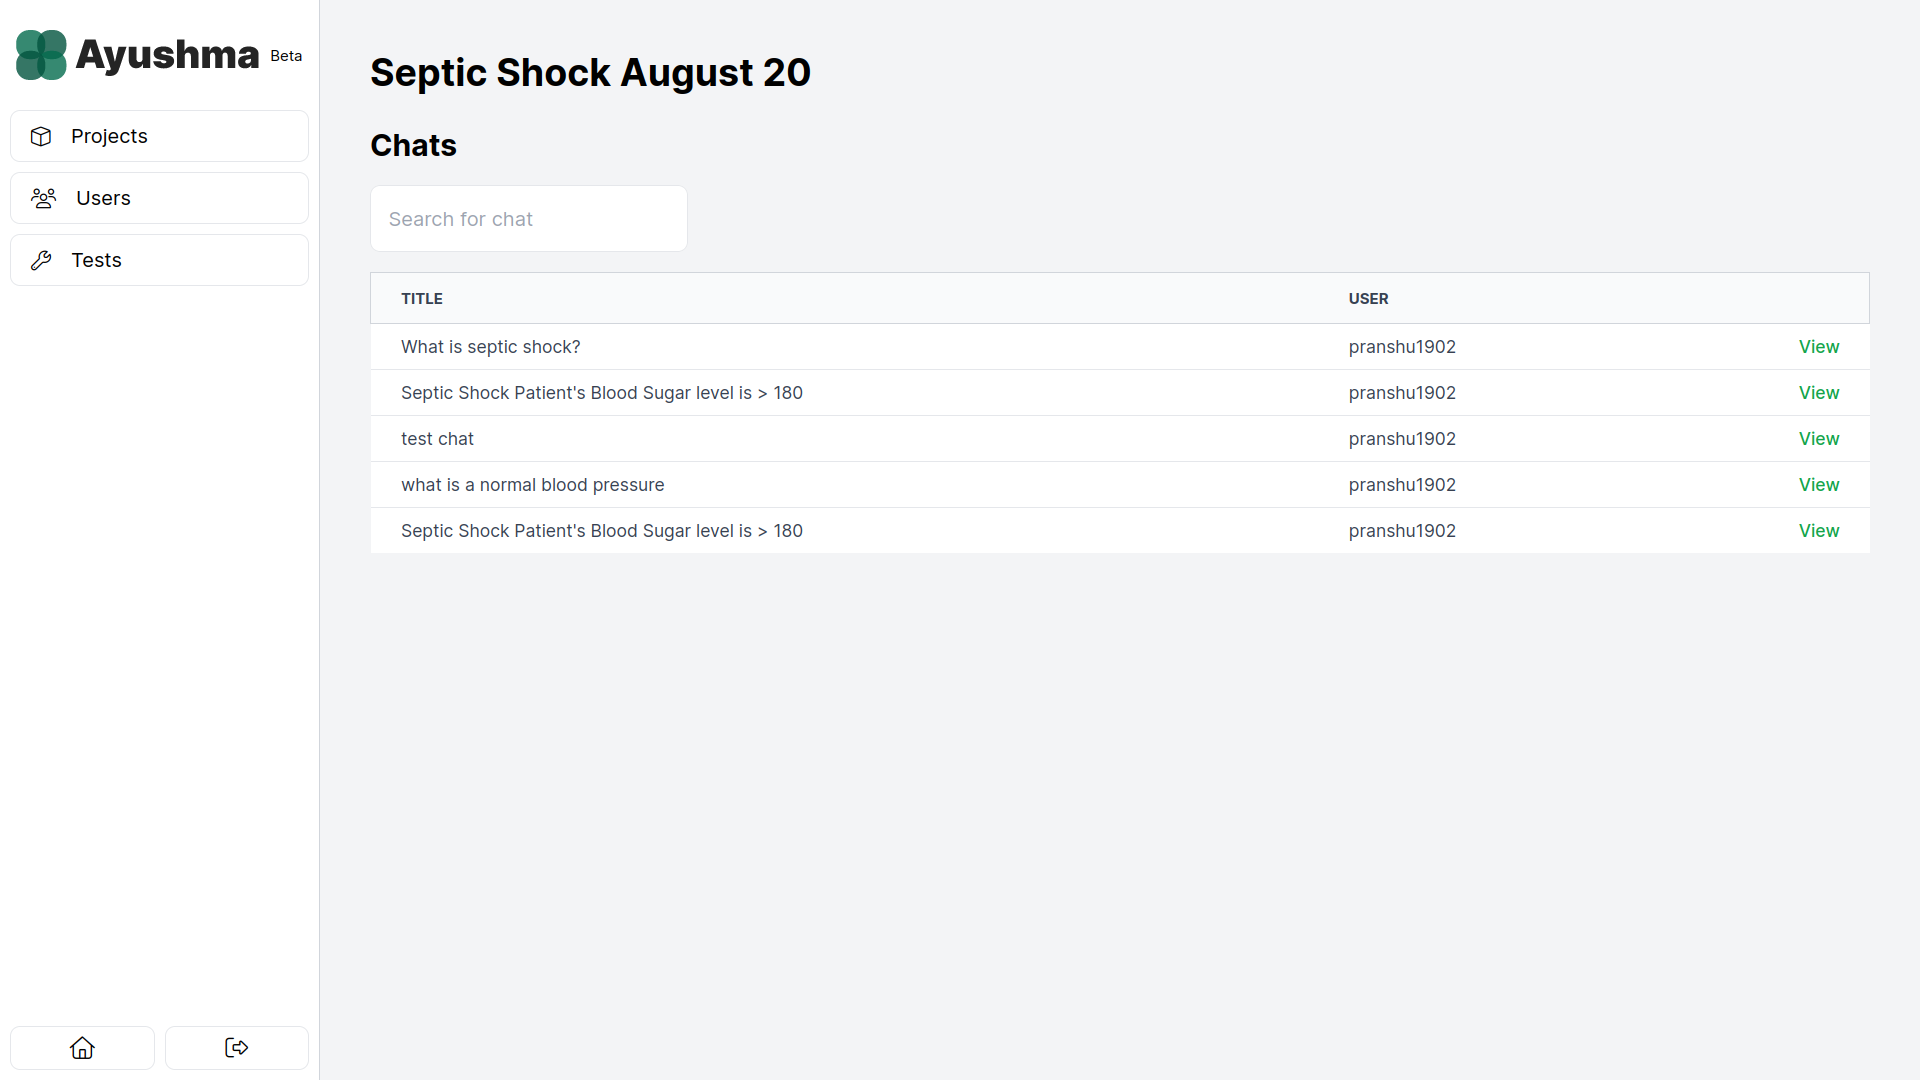 Ayushma Beta
Projects
Users
Tests
Septic Shock August 20
Chats
Search for chat
TITLE USER
What is septic shock? pranshu1902 View
Septic Shock Patient's Blood Sugar level is > 180 pranshu1902 View
test chat pranshu1902 View
what is a normal blood pressure pranshu1902 View
Septic Shock Patient's Blood Sugar level is > 180 pranshu1902 View